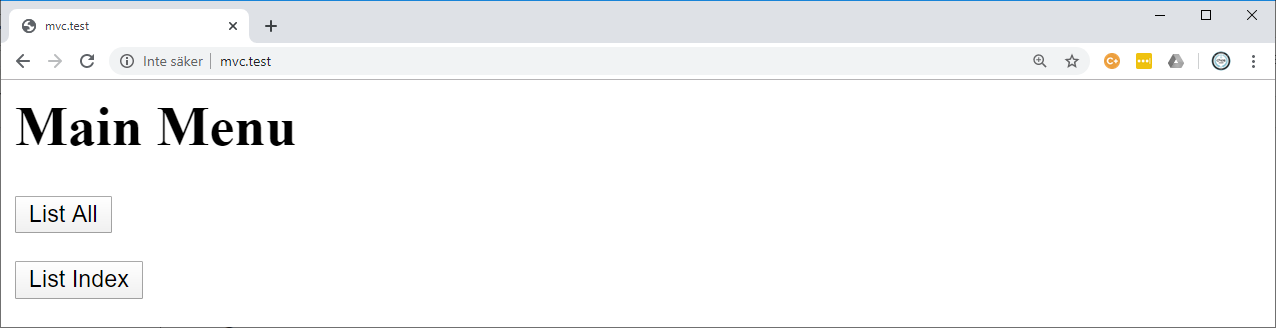 mvc.test
Inte säker mvc.test
Main Menu
List All
List Index